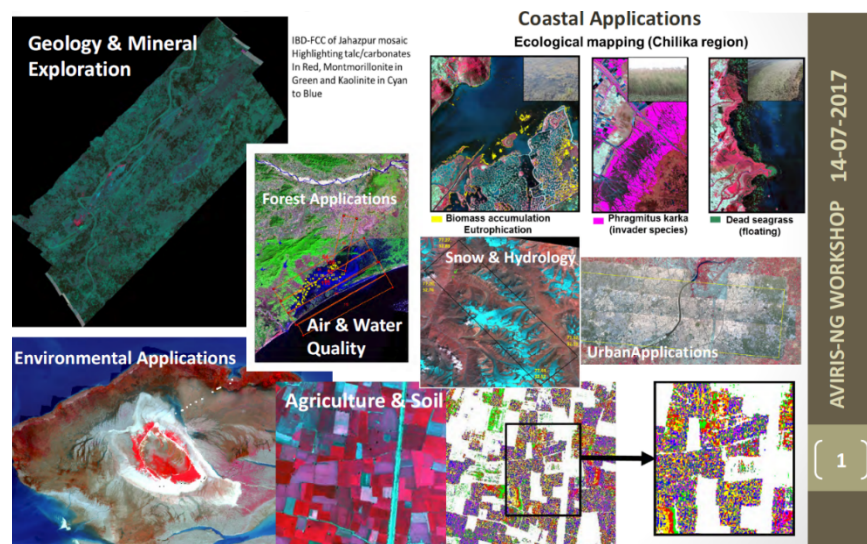 Geology & Mineral
Exploration
IBD-FCC of Jahazpur mosaic
Highlighting talc/carbonates
In Red, Montmorillonite in
Green and Kaolinite in Cyan
to Blue
Coastal Applications
Ecological mapping (Chilika region)
Biomass accumulation
Eutrophication
Phragmitus karka
(invader species)
Dead seagrass
(floating)
Forest Applications
Air & Water
Quality
Snow & Hydrology
UrbanApplications
Environmental Applications
Agriculture & Soil
AVIRIS-NG WORKSHOP 14-07-2017
1